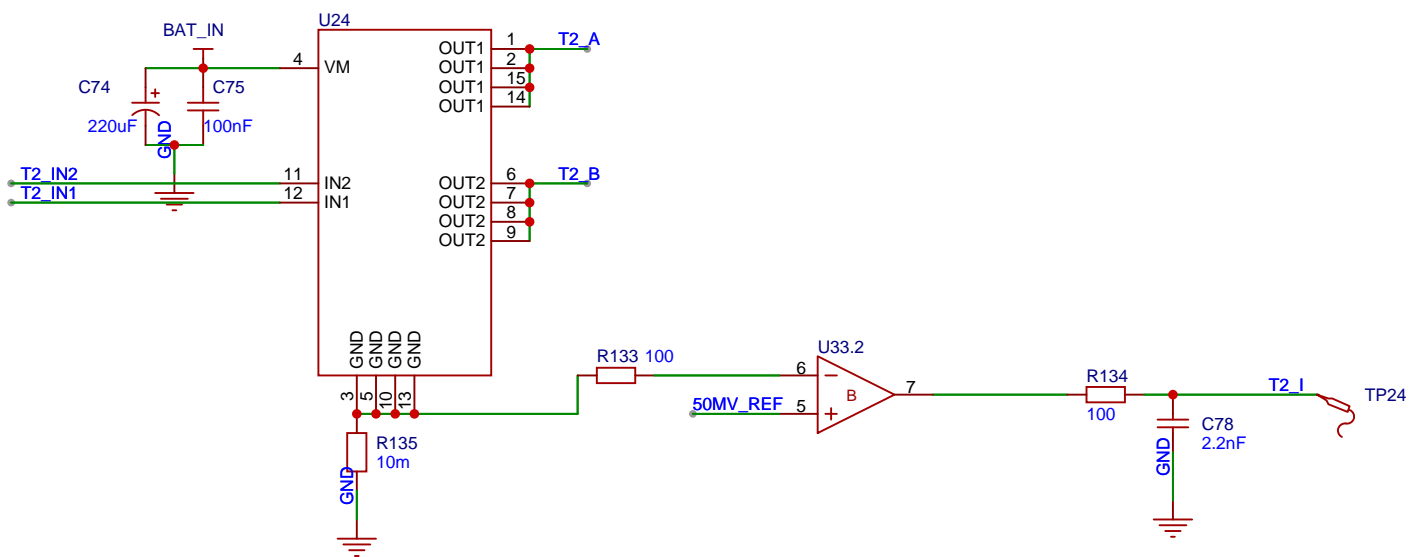 U24
BAT_IN
4 VM
C74
220uF
C75
100nF
GND
T2_IN2
T2_IN1
11 IN2
12 IN1
OUT1 1
OUT1 2
OUT1 15
OUT1 14
T2_A
OUT2 6
OUT2 7
OUT2 8
OUT2 9
T2_B
GND
GND
GND
GND
3
5
10
13
R135
10m
GND
R133 100
U33.2
6
50MV_REF 5
B
7
R134
100
T2_I
TP24
C78
2.2nF
GND